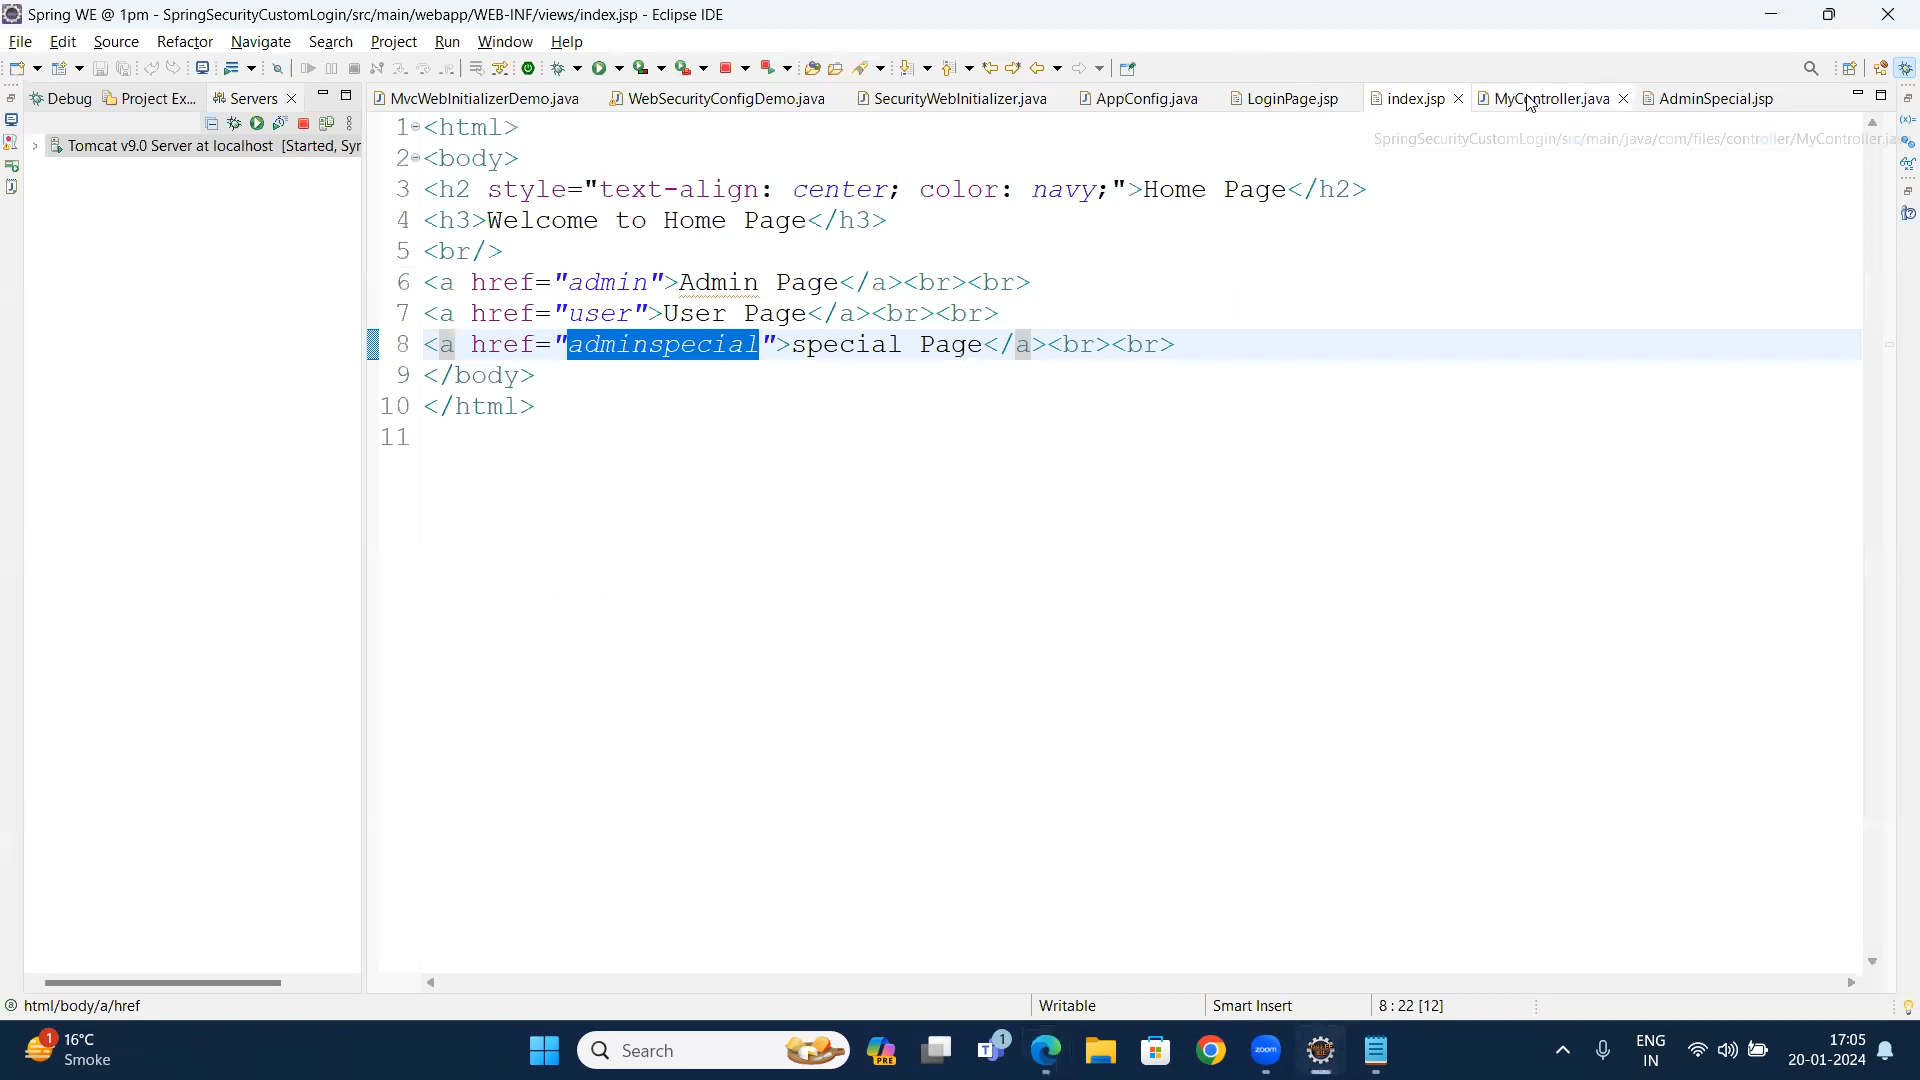 Spring WE @ 1pm - SpringSecurityCustomLogin/src/main/webapp/WEB-INF/views/index.jsp - Eclipse IDE
File Edit Source Refactor Navigate Search Project Run Window Help
Debug Project Ex... Servers MvcWebInitializerDemo.java WebSecurityConfigDemo.java SecurityWebInitializer.java AppConfig.java LoginPage.jsp index.jsp MyController.java AdminSpecial.jsp
Tomcat v9.0 Server at localhost [Started, Syr
SpringSecurityCustomLogin/src/main/java/com/files/controller/MyController.ja
1 <html>
2 <body>
3 <h2 style="text-align: center; color: navy;">Home Page</h2>
4 <h3>Welcome to Home Page</h3>
5 <br/>
6 <a href="admin">Admin Page</a><br><br>
7 <a href="user">User Page</a><br><br>
8 <a href="adminspecial">special Page</a><br><br>
9 </body>
10 </html>
11
html/body/a/href Writable Smart Insert 8 : 22 [12]
1 16°C
Smoke
Search
PRE
1
zoom
ENG
IN
17:05
20-01-2024